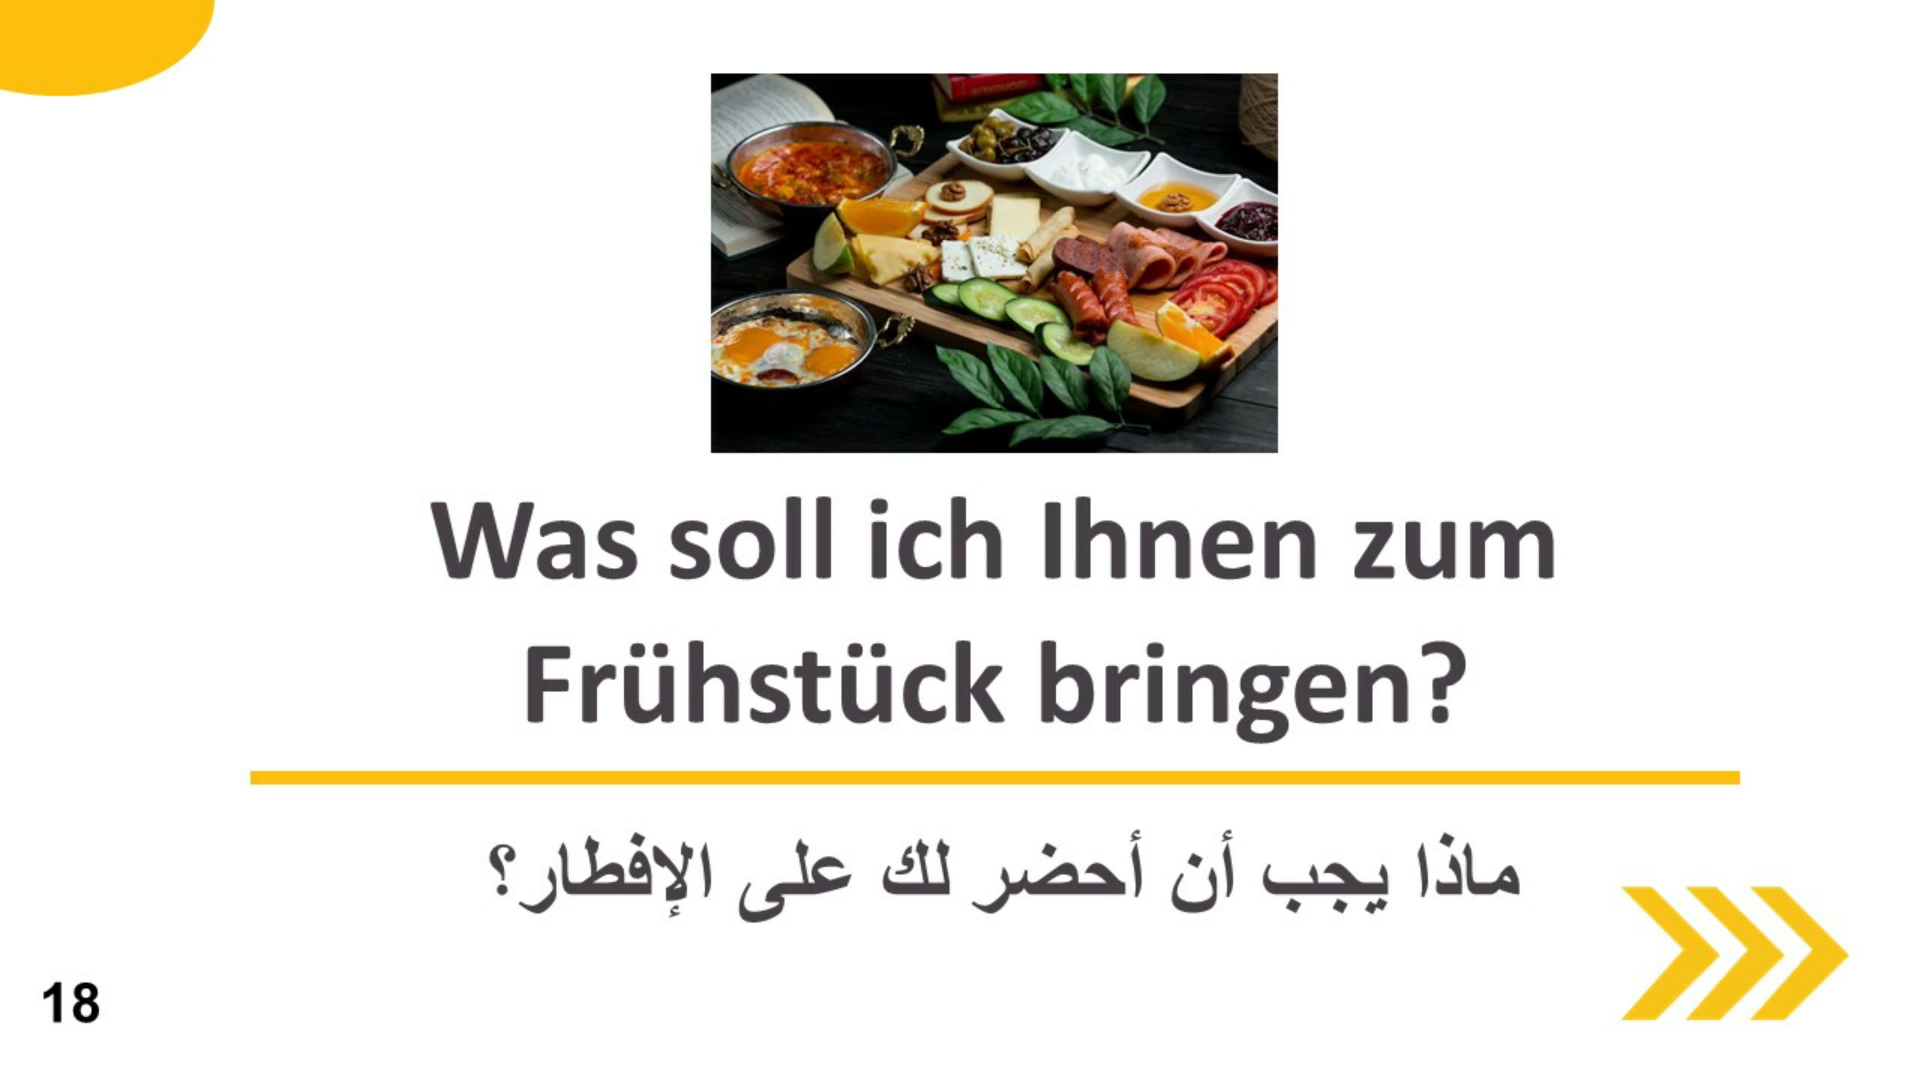 Was soll ich Ihnen zum
Frühstück bringen?
ماذا يجب أن أحضر لك على الإفطار؟
18